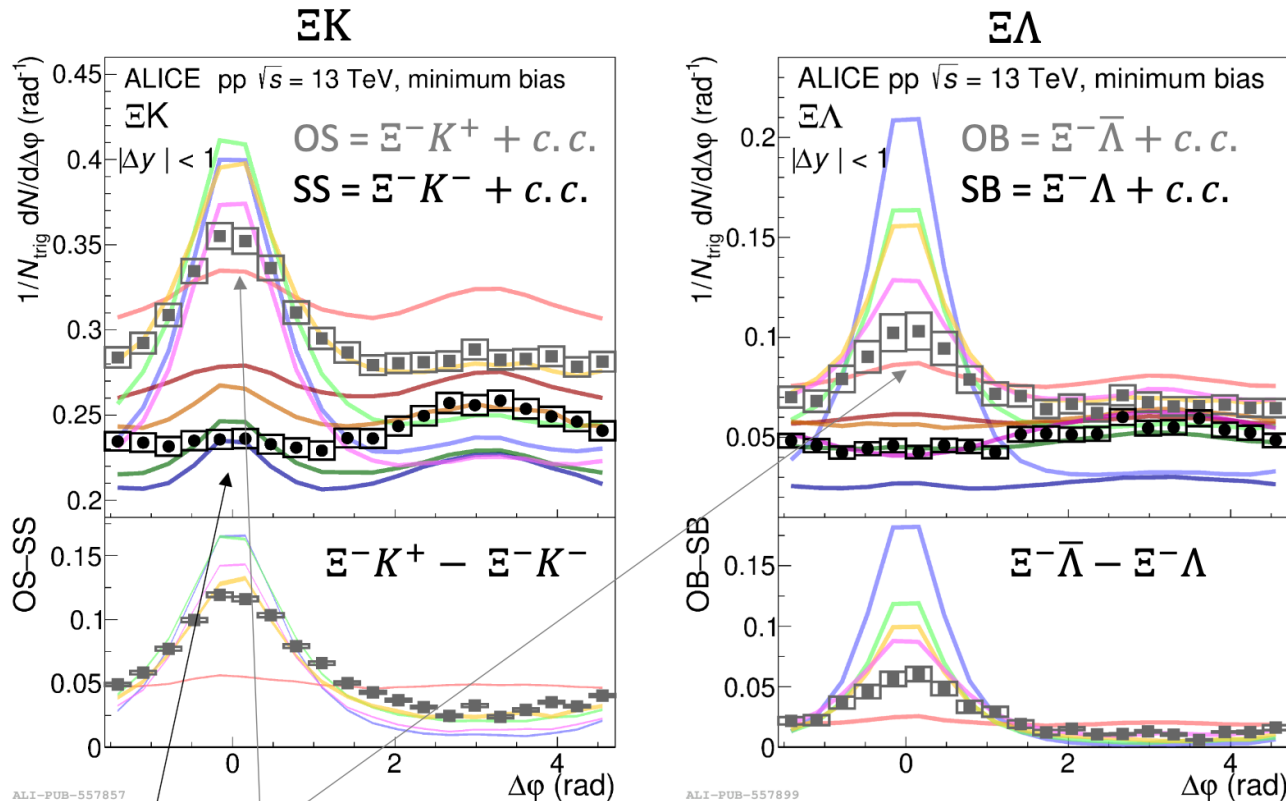 ΞK
ΞΛ
ALICE pp √s = 13 TeV, minimum bias
ΞK
|Δy| < 1
OS = Ξ⁻K⁺ + c.c.
SS = Ξ⁻K⁻ + c.c.
1/N_trig dN/dΔφ (rad⁻¹)
0.45
0.4
0.35
0.3
0.25
0.2
OS–SS
Ξ⁻K⁺ − Ξ⁻K⁻
0.15
0.1
0.05
0
0 2 4
Δφ (rad)
ALI-PUB-557857
ALICE pp √s = 13 TeV, minimum bias
ΞΛ
|Δy| < 1
OB = Ξ⁻Λ̅ + c.c.
SB = Ξ⁻Λ + c.c.
1/N_trig dN/dΔφ (rad⁻¹)
0.2
0.15
0.1
0.05
OB–SB
Ξ⁻Λ̅ − Ξ⁻Λ
0.15
0.1
0.05
0
0 2 4
Δφ (rad)
ALI-PUB-557899